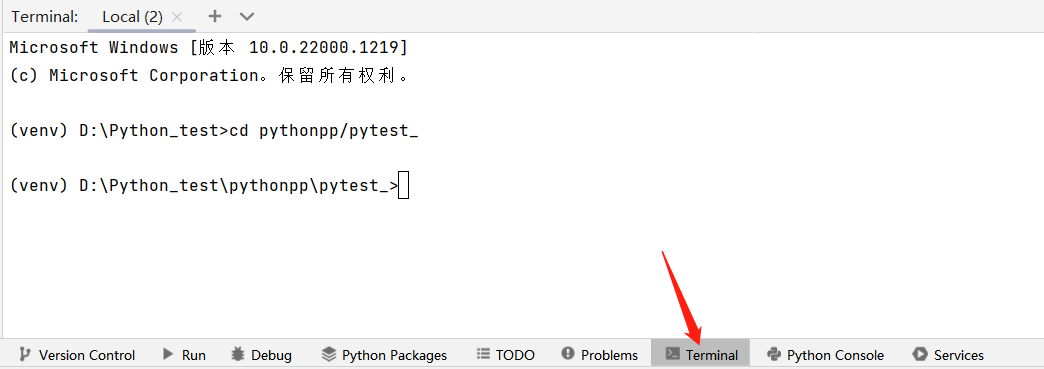 Terminal: Local (2) × + ∨
Microsoft Windows [版本 10.0.22000.1219]
(c) Microsoft Corporation。保留所有权利。
(venv) D:\Python_test>cd pythonpp/pytest_
(venv) D:\Python_test\pythonpp\pytest_>
Version Control Run Debug Python Packages TODO Problems Terminal Python Console Services